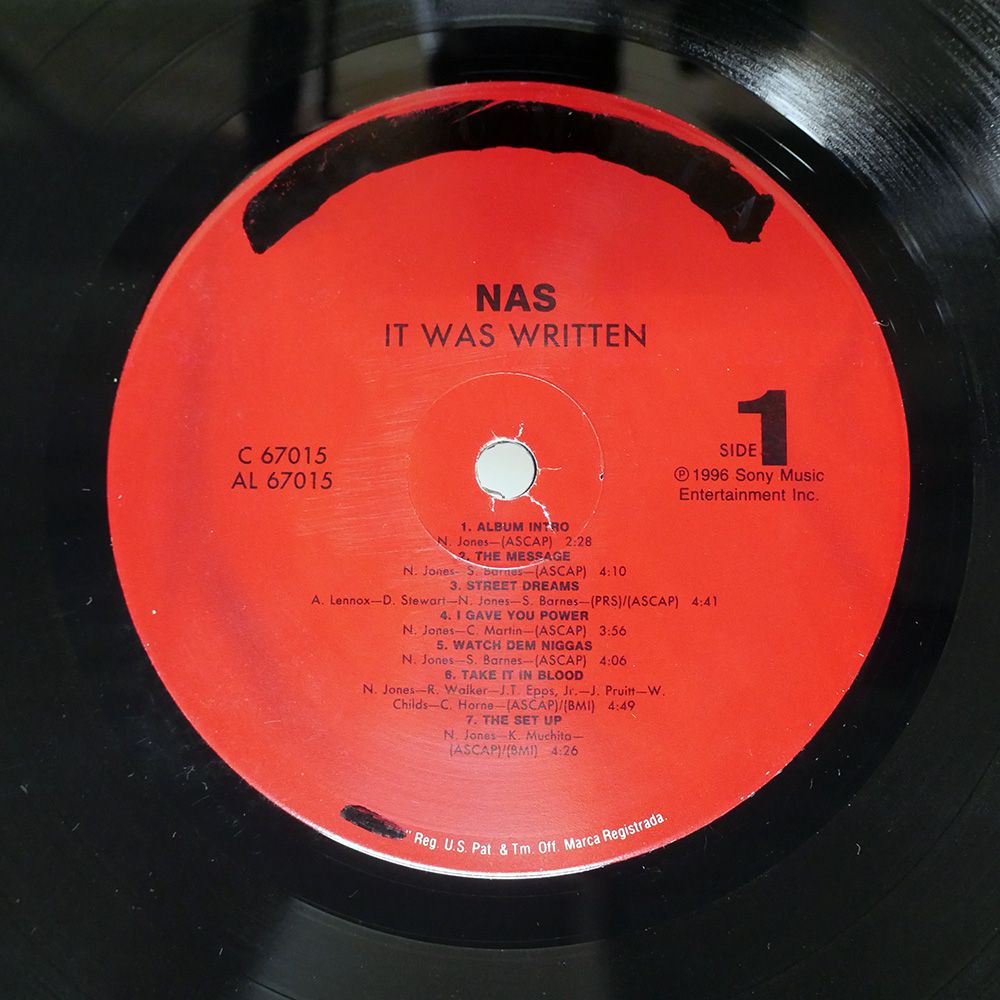 NAS
IT WAS WRITTEN
C 67015
AL 67015
SIDE 1
℗ 1996 Sony Music
Entertainment Inc.
1. ALBUM INTRO
N. Jones—(ASCAP) 2:28
2. THE MESSAGE
N. Jones- S. Barnes—(ASCAP) 4:10
3. STREET DREAMS
A. Lennox—D. Stewart—N. Jones—S. Barnes—(PRS)/(ASCAP) 4:41
4. I GAVE YOU POWER
N. Jones—C. Martin—(ASCAP) 3:56
5. WATCH DEM NIGGAS
N. Jones—S. Barnes—(ASCAP) 4:06
6. TAKE IT IN BLOOD
N. Jones—R. Walker—J.T. Epps, Jr.—J. Pruitt—W.
Childs—C. Horne—(ASCAP)/(BMI) 4:49
7. THE SET UP
N. Jones—K. Muchita—
(ASCAP)/(BMI) 4:26
" Reg. U.S. Pat. & Tm. Off. Marca Registrada.